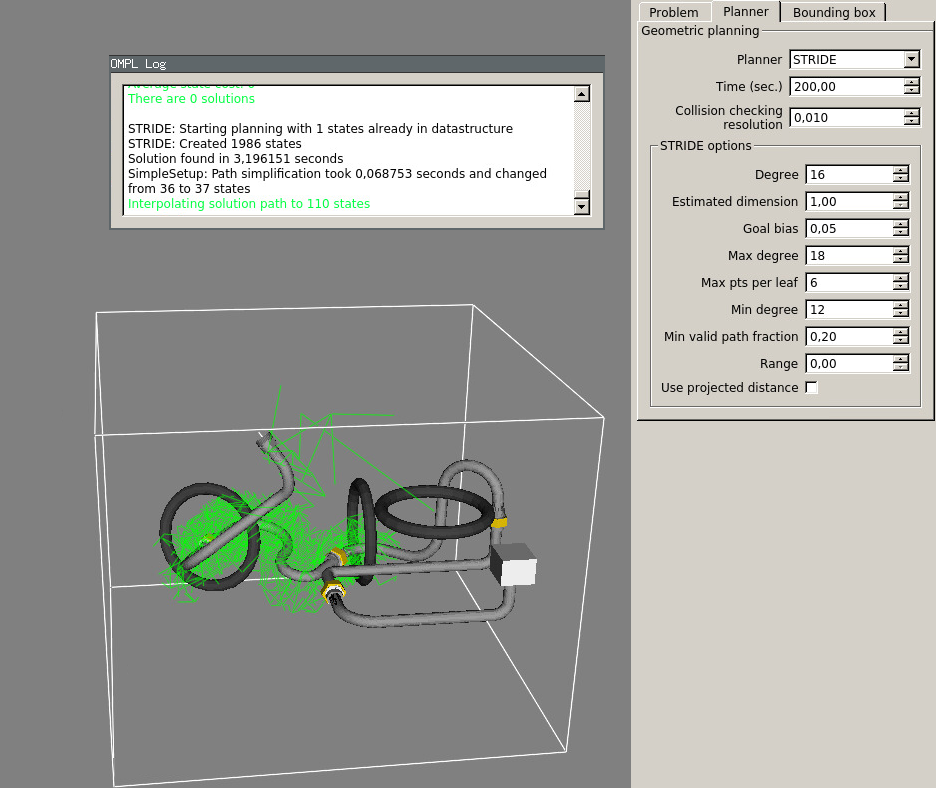 Problem
Planner
Bounding box
Geometric planning
Planner STRIDE
Time (sec.) 200,00
Collision checking
resolution 0,010
STRIDE options
Degree 16
Estimated dimension 1,00
Goal bias 0,05
Max degree 18
Max pts per leaf 6
Min degree 12
Min valid path fraction 0,20
Range 0,00
Use projected distance
OMPL Log
Average state cost: 0
There are 0 solutions
STRIDE: Starting planning with 1 states already in datastructure
STRIDE: Created 1986 states
Solution found in 3,196151 seconds
SimpleSetup: Path simplification took 0,068753 seconds and changed
from 36 to 37 states
Interpolating solution path to 110 states